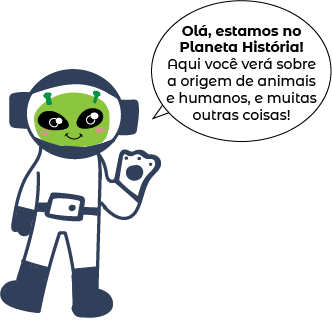 Olá, estamos no
Planeta História!
Aqui você verá sobre
a origem de animais
e humanos, e muitas
outras coisas!